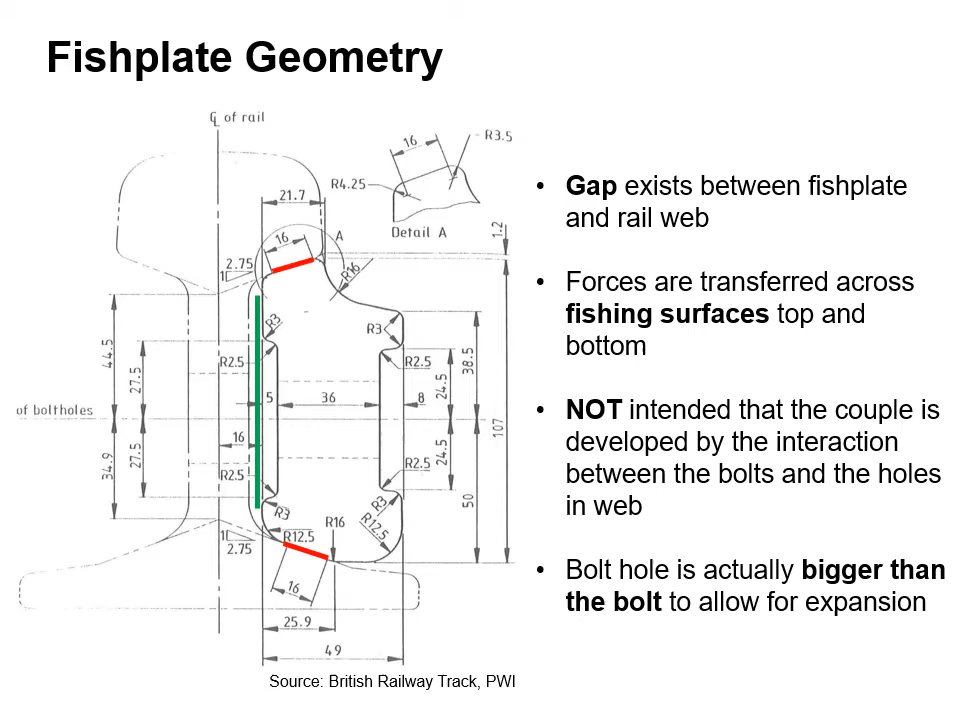 Fishplate Geometry
℄ of rail
16
R3.5
R4.25
21.7
Detail A
1.2
16
A
2.75
1
R16
R3
R3
R2.5
R2.5
44.5
27.5
38.5
24.5
5
36
8
of boltholes
107
16
34.9
27.5
24.5
R2.5
R2.5
50
R3
R3
R12.5
R16
R12.5
1
2.75
16
25.9
49
Source: British Railway Track, PWI
• Gap exists between fishplate
and rail web
• Forces are transferred across
fishing surfaces top and
bottom
• NOT intended that the couple is
developed by the interaction
between the bolts and the holes
in web
• Bolt hole is actually bigger than
the bolt to allow for expansion